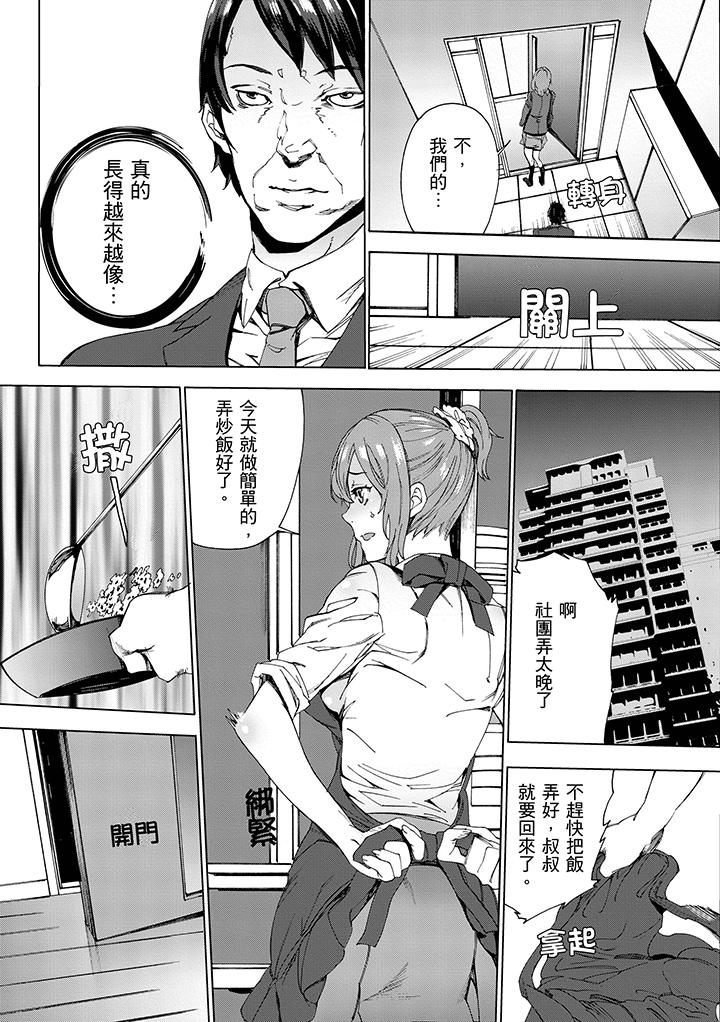 不，
我們的…
轉身
關上
真的
長得越來越像…
啊
社團弄太晚了
不趕快把飯
弄好，叔叔
就要回來了。
拿起
今天就做簡單的，
弄炒飯好了。
綁緊
撒
開門